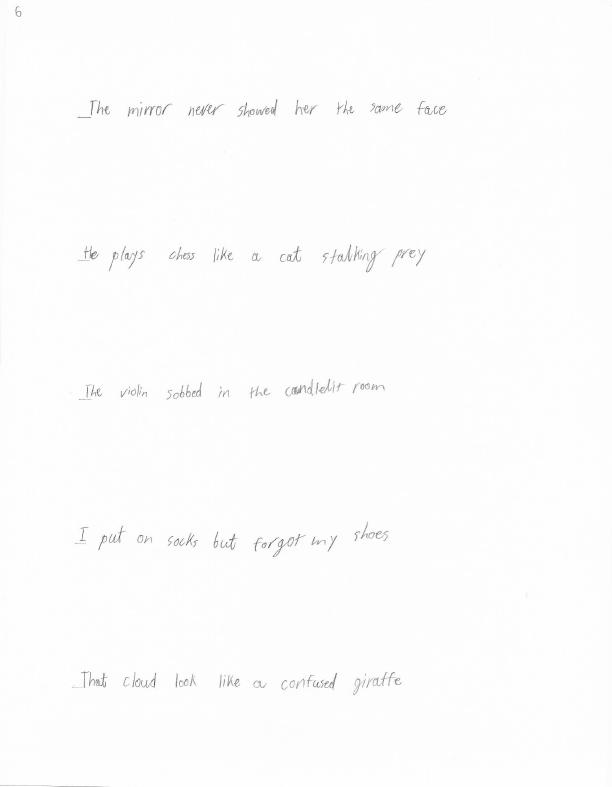 6
The mirror never showed her the same face
He plays chess like a cat stalking prey
The violin sobbed in the candlelit room
I put on socks but forgot my shoes
That cloud look like a confused giraffe